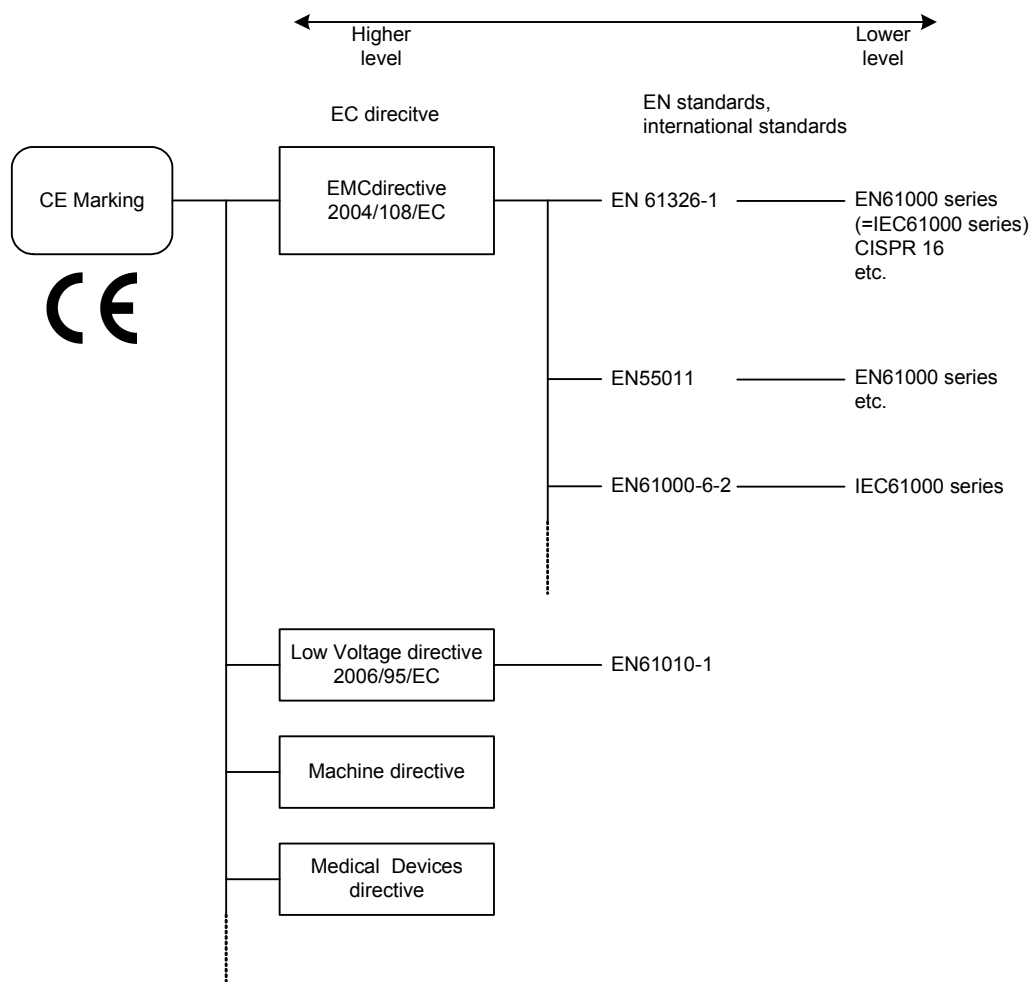 Higher
level
Lower
level
EC direcitve
EN standards,
international standards
CE Marking
EMCdirective
2004/108/EC
EN 61326-1
EN61000 series
(=IEC61000 series)
CISPR 16
etc.
CE
EN55011
EN61000 series
etc.
EN61000-6-2
IEC61000 series
Low Voltage directive
2006/95/EC
EN61010-1
Machine directive
Medical Devices
directive